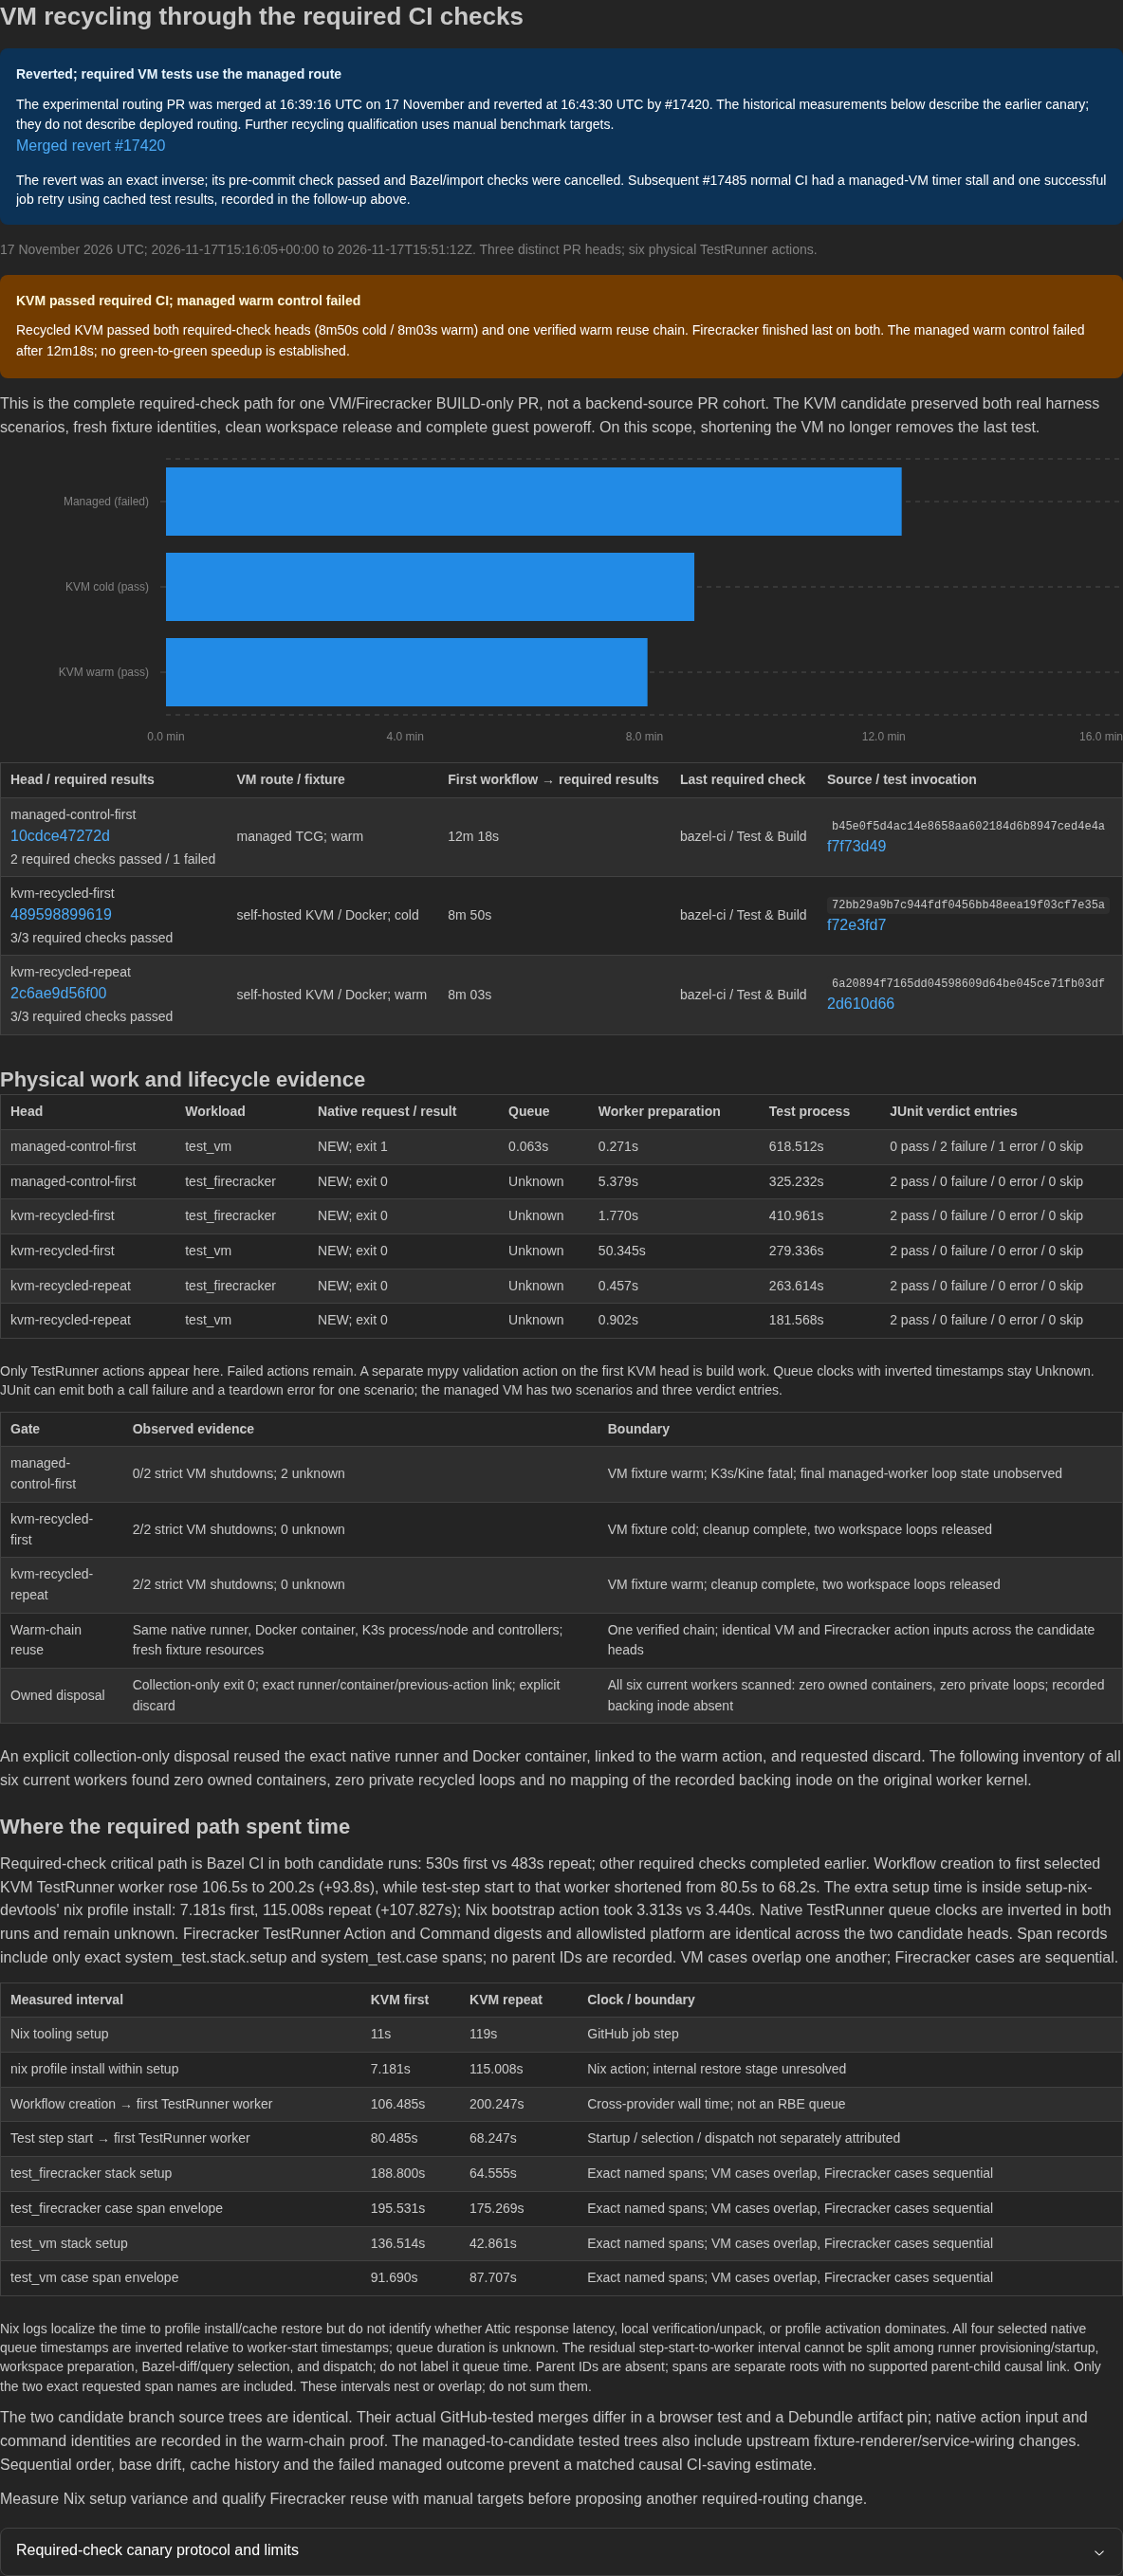 VM recycling through the required CI checks
Reverted; required VM tests use the managed route
The experimental routing PR was merged at 16:39:16 UTC on 17 November and reverted at 16:43:30 UTC by #17420. The historical measurements below describe the earlier canary;
they do not describe deployed routing. Further recycling qualification uses manual benchmark targets.
Merged revert #17420
The revert was an exact inverse; its pre-commit check passed and Bazel/import checks were cancelled. Subsequent #17485 normal CI had a managed-VM timer stall and one successful
job retry using cached test results, recorded in the follow-up above.
17 November 2026 UTC; 2026-11-17T15:16:05+00:00 to 2026-11-17T15:51:12Z. Three distinct PR heads; six physical TestRunner actions.
KVM passed required CI; managed warm control failed
Recycled KVM passed both required-check heads (8m50s cold / 8m03s warm) and one verified warm reuse chain. Firecracker finished last on both. The managed warm control failed
after 12m18s; no green-to-green speedup is established.
This is the complete required-check path for one VM/Firecracker BUILD-only PR, not a backend-source PR cohort. The KVM candidate preserved both real harness
scenarios, fresh fixture identities, clean workspace release and complete guest poweroff. On this scope, shortening the VM no longer removes the last test.
Managed (failed)
KVM cold (pass)
KVM warm (pass)
0.0 min 4.0 min 8.0 min 12.0 min 16.0 min
Head / required results VM route / fixture First workflow → required results Last required check Source / test invocation
managed-control-first
10cdce47272d
2 required checks passed / 1 failed
managed TCG; warm 12m 18s bazel-ci / Test & Build
b45e0f5d4ac14e8658aa602184d6b8947ced4e4a
f7f73d49
kvm-recycled-first
489598899619
3/3 required checks passed
self-hosted KVM / Docker; cold 8m 50s bazel-ci / Test & Build
72bb29a9b7c944fdf0456bb48eea19f03cf7e35a
f72e3fd7
kvm-recycled-repeat
2c6ae9d56f00
3/3 required checks passed
self-hosted KVM / Docker; warm 8m 03s bazel-ci / Test & Build
6a20894f7165dd04598609d64be045ce71fb03df
2d610d66
Physical work and lifecycle evidence
Head Workload Native request / result Queue Worker preparation Test process JUnit verdict entries
managed-control-first test_vm NEW; exit 1 0.063s 0.271s 618.512s 0 pass / 2 failure / 1 error / 0 skip
managed-control-first test_firecracker NEW; exit 0 Unknown 5.379s 325.232s 2 pass / 0 failure / 0 error / 0 skip
kvm-recycled-first test_firecracker NEW; exit 0 Unknown 1.770s 410.961s 2 pass / 0 failure / 0 error / 0 skip
kvm-recycled-first test_vm NEW; exit 0 Unknown 50.345s 279.336s 2 pass / 0 failure / 0 error / 0 skip
kvm-recycled-repeat test_firecracker NEW; exit 0 Unknown 0.457s 263.614s 2 pass / 0 failure / 0 error / 0 skip
kvm-recycled-repeat test_vm NEW; exit 0 Unknown 0.902s 181.568s 2 pass / 0 failure / 0 error / 0 skip
Only TestRunner actions appear here. Failed actions remain. A separate mypy validation action on the first KVM head is build work. Queue clocks with inverted timestamps stay Unknown.
JUnit can emit both a call failure and a teardown error for one scenario; the managed VM has two scenarios and three verdict entries.
Gate Observed evidence Boundary
managed-
control-first
0/2 strict VM shutdowns; 2 unknown VM fixture warm; K3s/Kine fatal; final managed-worker loop state unobserved
kvm-recycled-
first
2/2 strict VM shutdowns; 0 unknown VM fixture cold; cleanup complete, two workspace loops released
kvm-recycled-
repeat
2/2 strict VM shutdowns; 0 unknown VM fixture warm; cleanup complete, two workspace loops released
Warm-chain
reuse
Same native runner, Docker container, K3s process/node and controllers;
fresh fixture resources
One verified chain; identical VM and Firecracker action inputs across the candidate
heads
Owned disposal
Collection-only exit 0; exact runner/container/previous-action link; explicit
discard
All six current workers scanned: zero owned containers, zero private loops; recorded
backing inode absent
An explicit collection-only disposal reused the exact native runner and Docker container, linked to the warm action, and requested discard. The following inventory of all
six current workers found zero owned containers, zero private recycled loops and no mapping of the recorded backing inode on the original worker kernel.
Where the required path spent time
Required-check critical path is Bazel CI in both candidate runs: 530s first vs 483s repeat; other required checks completed earlier. Workflow creation to first selected
KVM TestRunner worker rose 106.5s to 200.2s (+93.8s), while test-step start to that worker shortened from 80.5s to 68.2s. The extra setup time is inside setup-nix-
devtools' nix profile install: 7.181s first, 115.008s repeat (+107.827s); Nix bootstrap action took 3.313s vs 3.440s. Native TestRunner queue clocks are inverted in both
runs and remain unknown. Firecracker TestRunner Action and Command digests and allowlisted platform are identical across the two candidate heads. Span records
include only exact system_test.stack.setup and system_test.case spans; no parent IDs are recorded. VM cases overlap one another; Firecracker cases are sequential.
Measured interval KVM first KVM repeat Clock / boundary
Nix tooling setup 11s 119s GitHub job step
nix profile install within setup 7.181s 115.008s Nix action; internal restore stage unresolved
Workflow creation → first TestRunner worker 106.485s 200.247s Cross-provider wall time; not an RBE queue
Test step start → first TestRunner worker 80.485s 68.247s Startup / selection / dispatch not separately attributed
test_firecracker stack setup 188.800s 64.555s Exact named spans; VM cases overlap, Firecracker cases sequential
test_firecracker case span envelope 195.531s 175.269s Exact named spans; VM cases overlap, Firecracker cases sequential
test_vm stack setup 136.514s 42.861s Exact named spans; VM cases overlap, Firecracker cases sequential
test_vm case span envelope 91.690s 87.707s Exact named spans; VM cases overlap, Firecracker cases sequential
Nix logs localize the time to profile install/cache restore but do not identify whether Attic response latency, local verification/unpack, or profile activation dominates. All four selected native
queue timestamps are inverted relative to worker-start timestamps; queue duration is unknown. The residual step-start-to-worker interval cannot be split among runner provisioning/startup,
workspace preparation, Bazel-diff/query selection, and dispatch; do not label it queue time. Parent IDs are absent; spans are separate roots with no supported parent-child causal link. Only
the two exact requested span names are included. These intervals nest or overlap; do not sum them.
The two candidate branch source trees are identical. Their actual GitHub-tested merges differ in a browser test and a Debundle artifact pin; native action input and
command identities are recorded in the warm-chain proof. The managed-to-candidate tested trees also include upstream fixture-renderer/service-wiring changes.
Sequential order, base drift, cache history and the failed managed outcome prevent a matched causal CI-saving estimate.
Measure Nix setup variance and qualify Firecracker reuse with manual targets before proposing another required-routing change.
Required-check canary protocol and limits